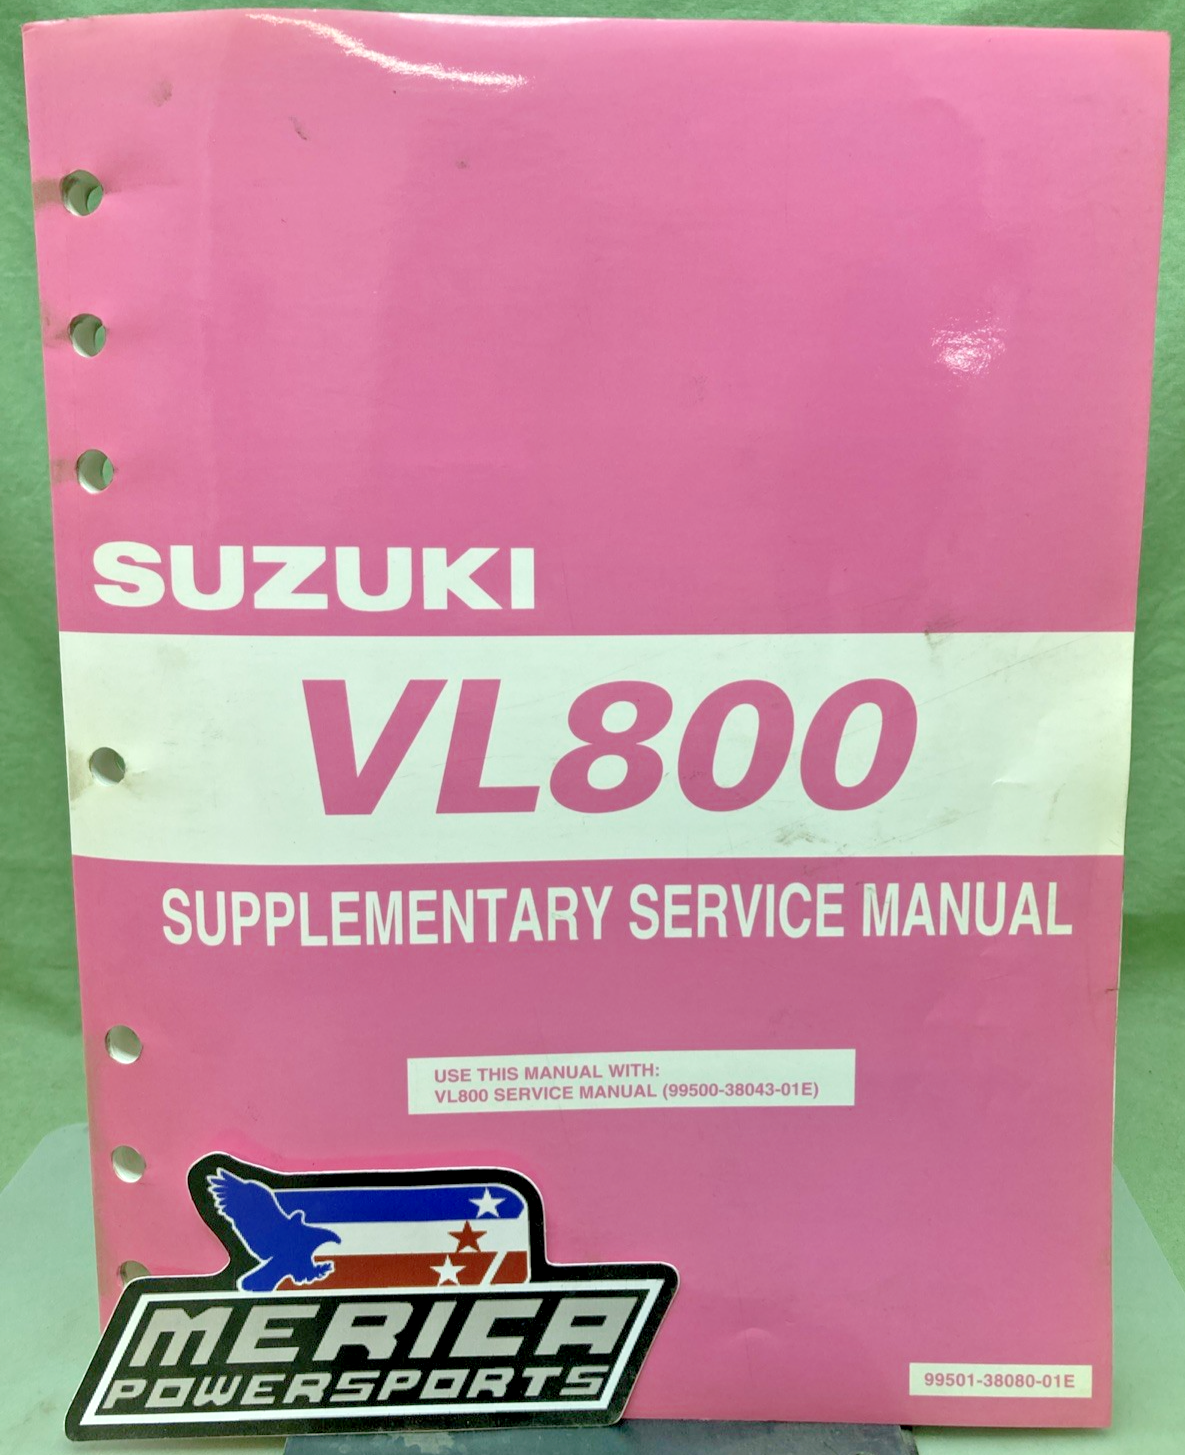 SUZUKI
VL800
SUPPLEMENTARY SERVICE MANUAL
USE THIS MANUAL WITH:
VL800 SERVICE MANUAL (99500-38043-01E)
MERICA
POWERSPORTS
99501-38080-01E